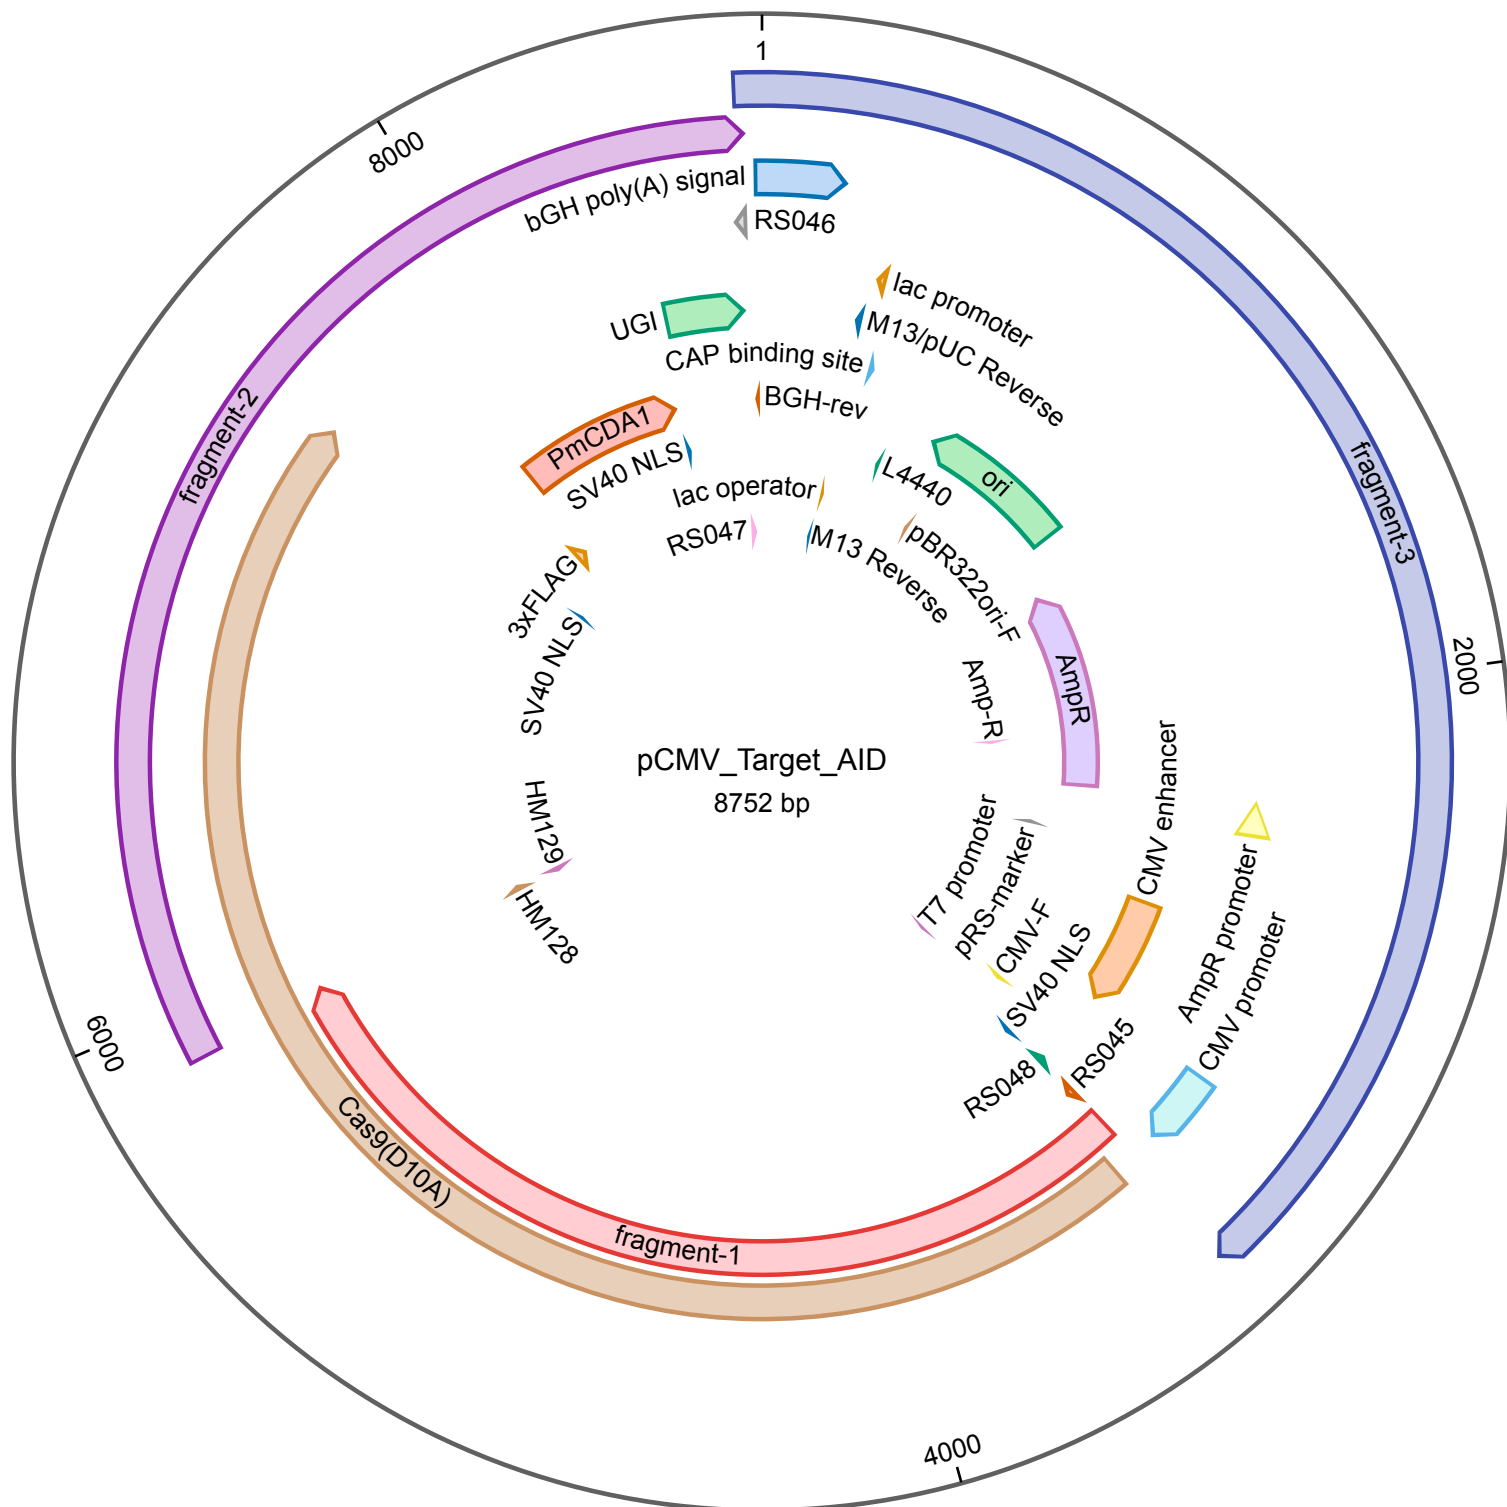 1
8000
bGH poly(A) signal
RS046
lac promoter
M13/pUC Reverse
UGI
CAP binding site
BGH-rev
fragment-2
PmCDA1
SV40 NLS
lac operator
L4440
ori
fragment-3
RS047
M13 Reverse
pBR322ori-F
3xFLAG
SV40 NLS
Amp-R
AmpR
2000
pCMV_Target_AID
8752 bp
CMV enhancer
HM129
HM128
T7 promoter
pRS-marker
CMV-F
SV40 NLS
AmpR promoter
CMV promoter
RS045
RS048
6000
Cas9(D10A)
fragment-1
4000